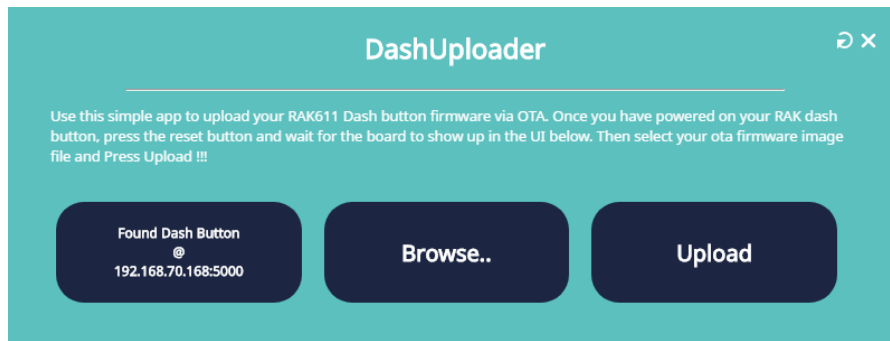 DashUploader
Use this simple app to upload your RAK611 Dash button firmware via OTA. Once you have powered on your RAK dash
button, press the reset button and wait for the board to show up in the UI below. Then select your ota firmware image
file and Press Upload !!!
Found Dash Button
@
192.168.70.168:5000
Browse..
Upload